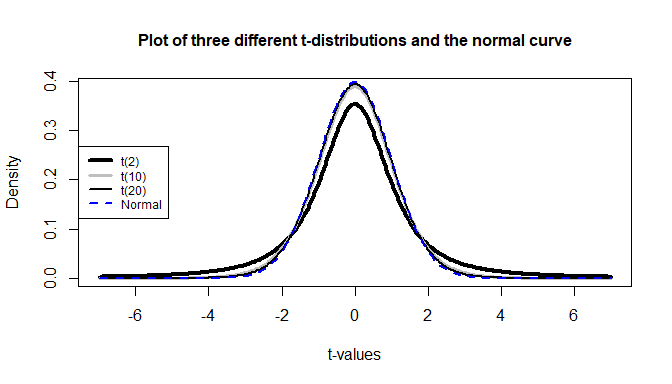 Plot of three different t-distributions and the normal curve
Density
0.4
0.3
0.2
0.1
0.0
t(2)
t(10)
t(20)
Normal
-6 -4 -2 0 2 4 6
t-values